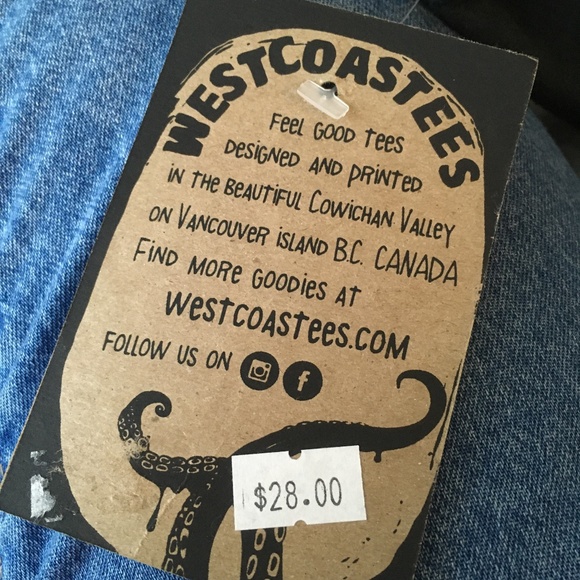 WESTCOASTEES
FEEL GOOD TEES
DESIGNED AND PRINTED
IN THE BEAUTIFUL COWICHAN VALLEY
ON VANCOUVER ISLAND B.C. CANADA
FIND MORE GOODIES AT
WESTCOASTEES.COM
FOLLOW US ON
$28.00